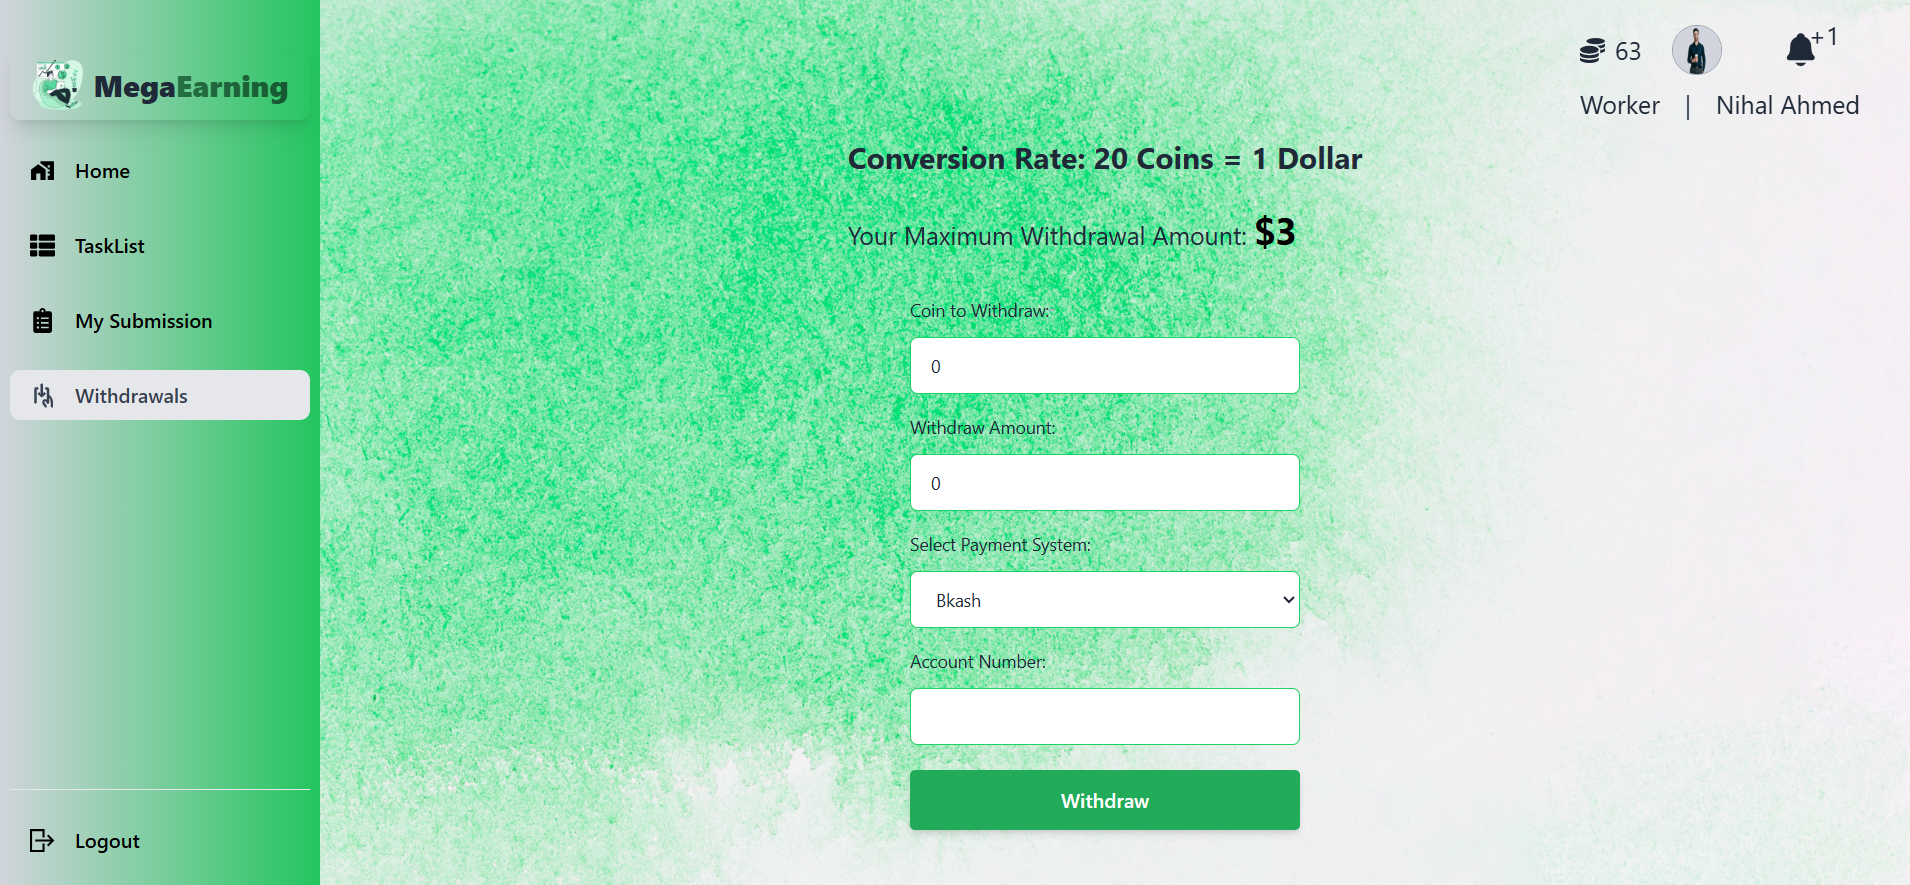 MegaEarning
Home
TaskList
My Submission
Withdrawals
Logout
63
+1
Worker | Nihal Ahmed
Conversion Rate: 20 Coins = 1 Dollar
Your Maximum Withdrawal Amount: $3
Coin to Withdraw:
0
Withdraw Amount:
0
Select Payment System:
Bkash
Account Number:
Withdraw